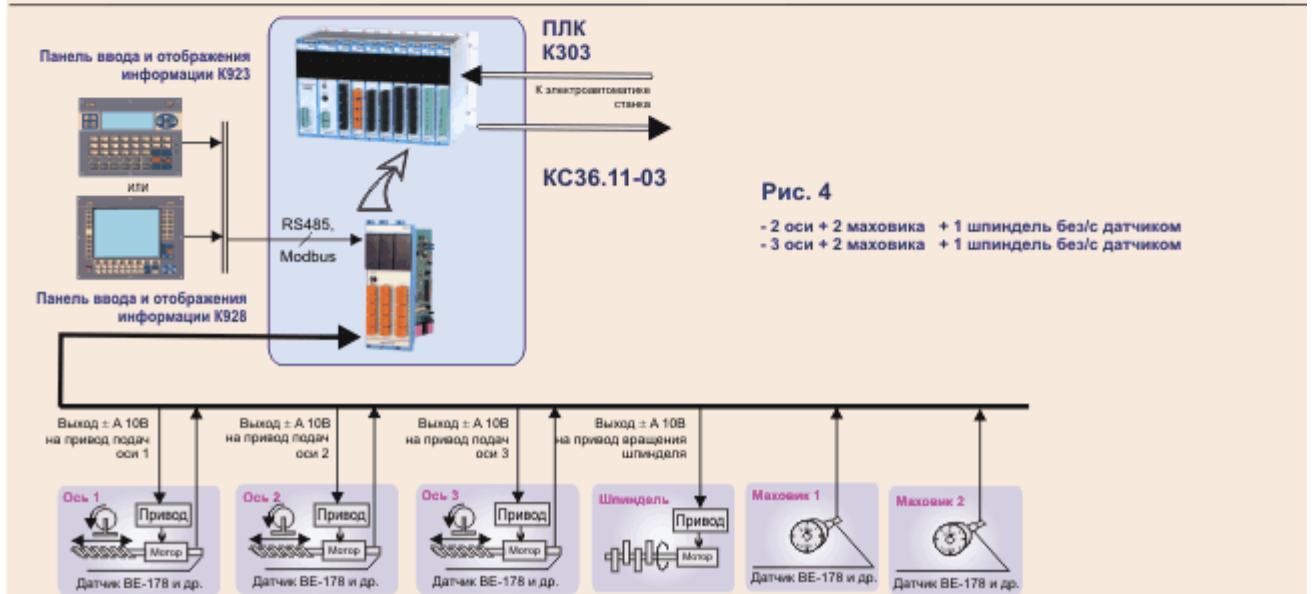 ПЛК
К303
Панель ввода и отображения
информации К923
К электроавтоматике
станка
или
КС36.11-03
RS485,
Modbus
Панель ввода и отображения
информации К928
Рис. 4
- 2 оси + 2 маховика + 1 шпиндель без/с датчиком
- 3 оси + 2 маховика + 1 шпиндель без/с датчиком
Выход ± А 10В
на привод подач
оси 1
Выход ± А 10В
на привод подач
оси 2
Выход ± А 10В
на привод подач
оси 3
Выход ± А 10В
на привод вращения
шпинделя
Ось 1
Привод
Мотор
Датчик ВЕ-178 и др.
Ось 2
Привод
Мотор
Датчик ВЕ-178 и др.
Ось 3
Привод
Мотор
Датчик ВЕ-178 и др.
Шпиндель
Привод
Мотор
Маховик 1
Датчик ВЕ-178 и др.
Маховик 2
Датчик ВЕ-178 и др.